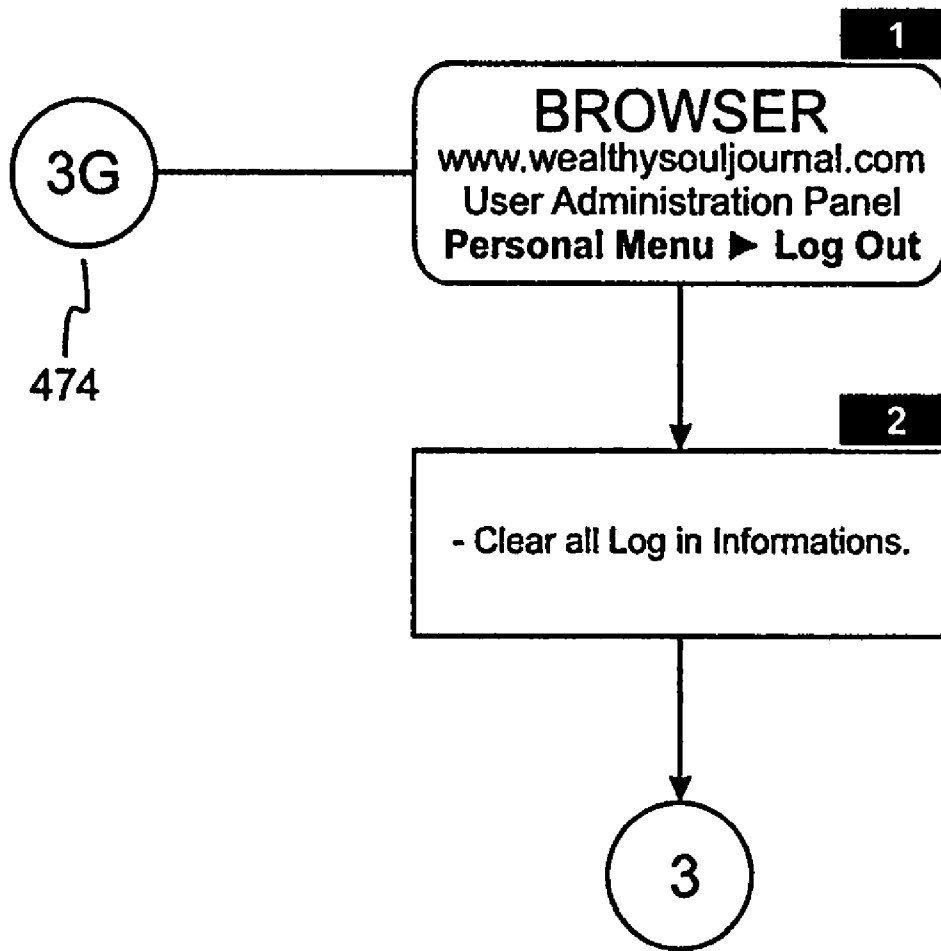 1
3G
BROWSER
www.wealthysouljournal.com
User Administration Panel
Personal Menu ▶ Log Out
474
2
- Clear all Log in Informations.
3